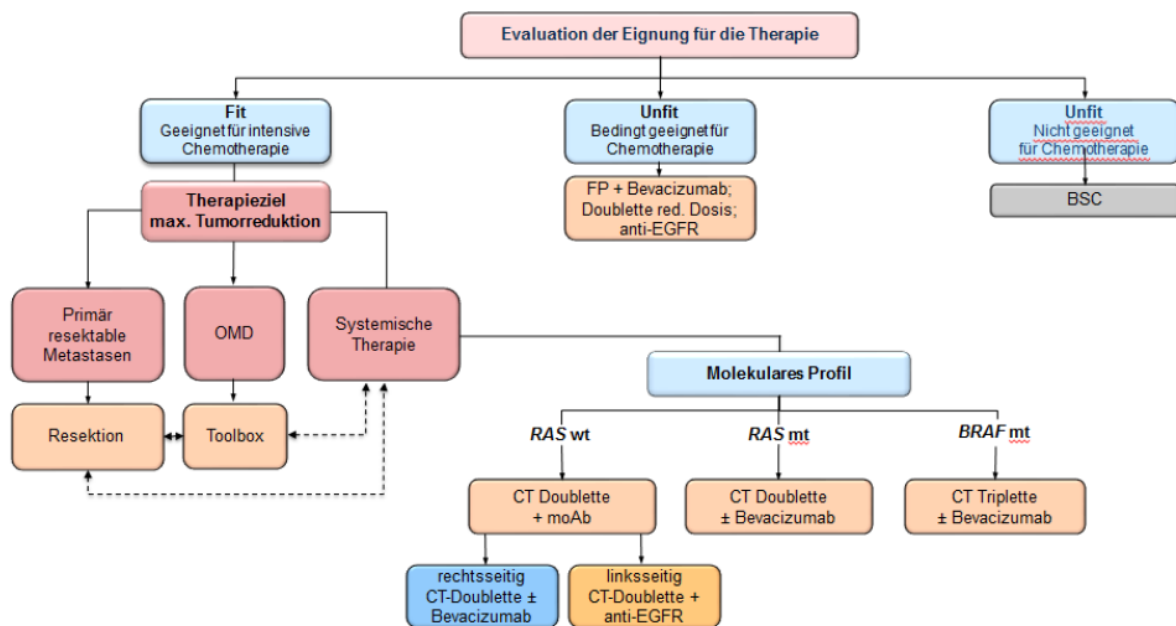 Evaluation der Eignung für die Therapie
Fit
Geeignet für intensive
Chemotherapie
Unfit
Bedingt geeignet für
Chemotherapie
Unfit
Nicht geeignet
für Chemotherapie
Therapieziel
max. Tumorreduktion
FP + Bevacizumab;
Doublette red. Dosis;
anti-EGFR
BSC
Primär
resektable
Metastasen
OMD
Systemische
Therapie
Molekulares Profil
Resektion
Toolbox
RAS wt
RAS mt
BRAF mt
CT Doublette
+ moAb
CT Doublette
± Bevacizumab
CT Triplette
± Bevacizumab
rechtsseitig
CT-Doublette ±
Bevacizumab
linksseitig
CT-Doublette +
anti-EGFR